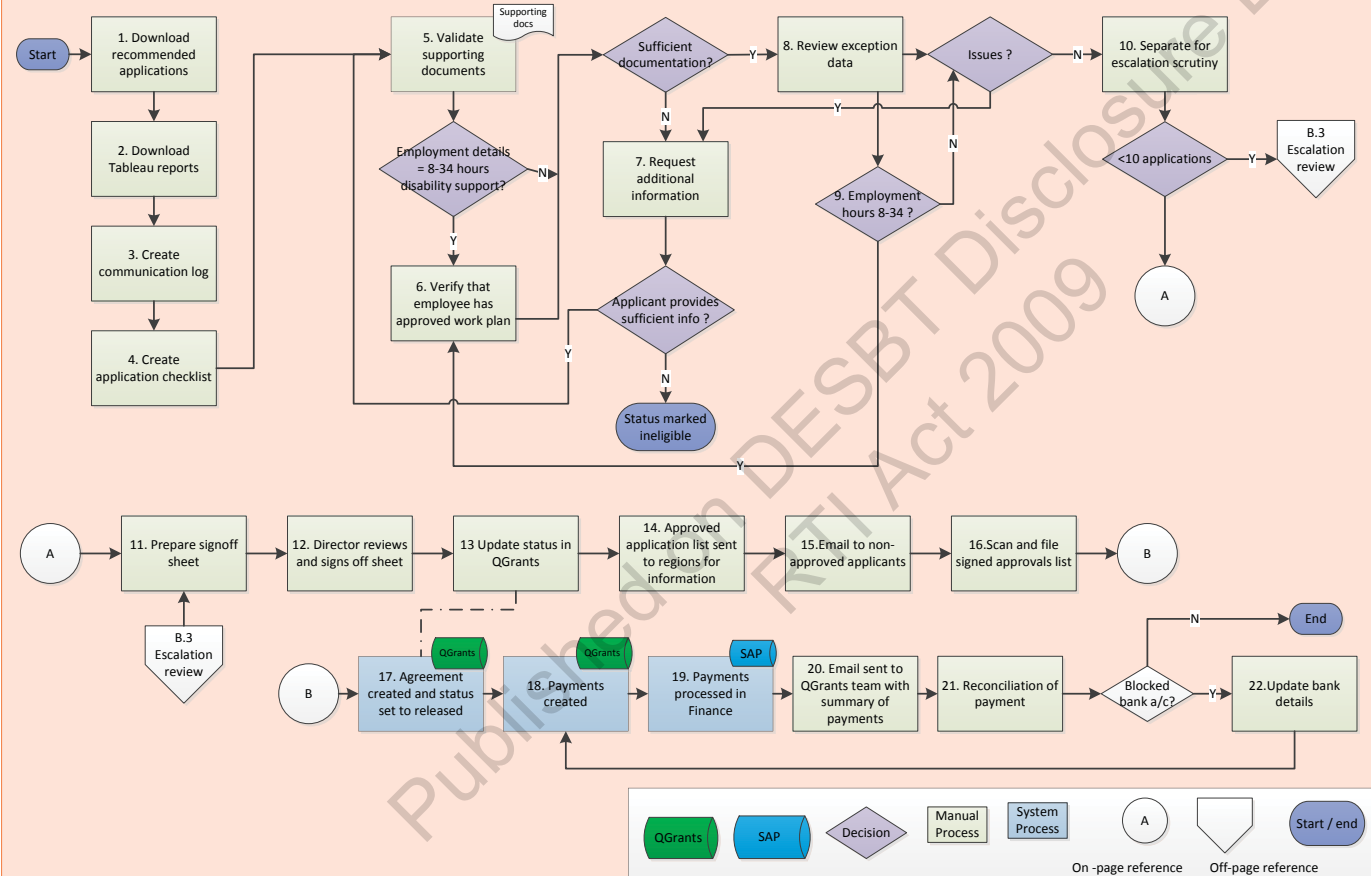 Start
1. Download
recommended
applications
2. Download
Tableau reports
3. Create
communication log
4. Create
application checklist
Supporting
docs
5. Validate
supporting
documents
Employment details
= 8-34 hours
disability support?
N
Y
6. Verify that
employee has
approved work plan
Sufficient
documentation?
Y
N
7. Request
additional
information
Applicant provides
sufficient info ?
Y
N
Status marked
ineligible
8. Review exception
data
Issues ?
Y
N
9. Employment
hours 8-34 ?
N
Y
10. Separate for
escalation scrutiny
<10 applications
Y
B.3
Escalation
review
A
A
11. Prepare signoff
sheet
12. Director reviews
and signs off sheet
13 Update status in
QGrants
14. Approved
application list sent
to regions for
information
15.Email to non-
approved applicants
16.Scan and file
signed approvals list
B
B.3
Escalation
review
B
QGrants
17. Agreement
created and status
set to released
QGrants
18. Payments
created
SAP
19. Payments
processed in
Finance
20. Email sent to
QGrants team with
summary of
payments
21. Reconciliation of
payment
Blocked
bank a/c?
N
End
Y
22.Update bank
details
QGrants
SAP
Decision
Manual
Process
System
Process
A
Start / end
On -page reference
Off-page reference
Published on DESBT Disclosure
RTI Act 2009